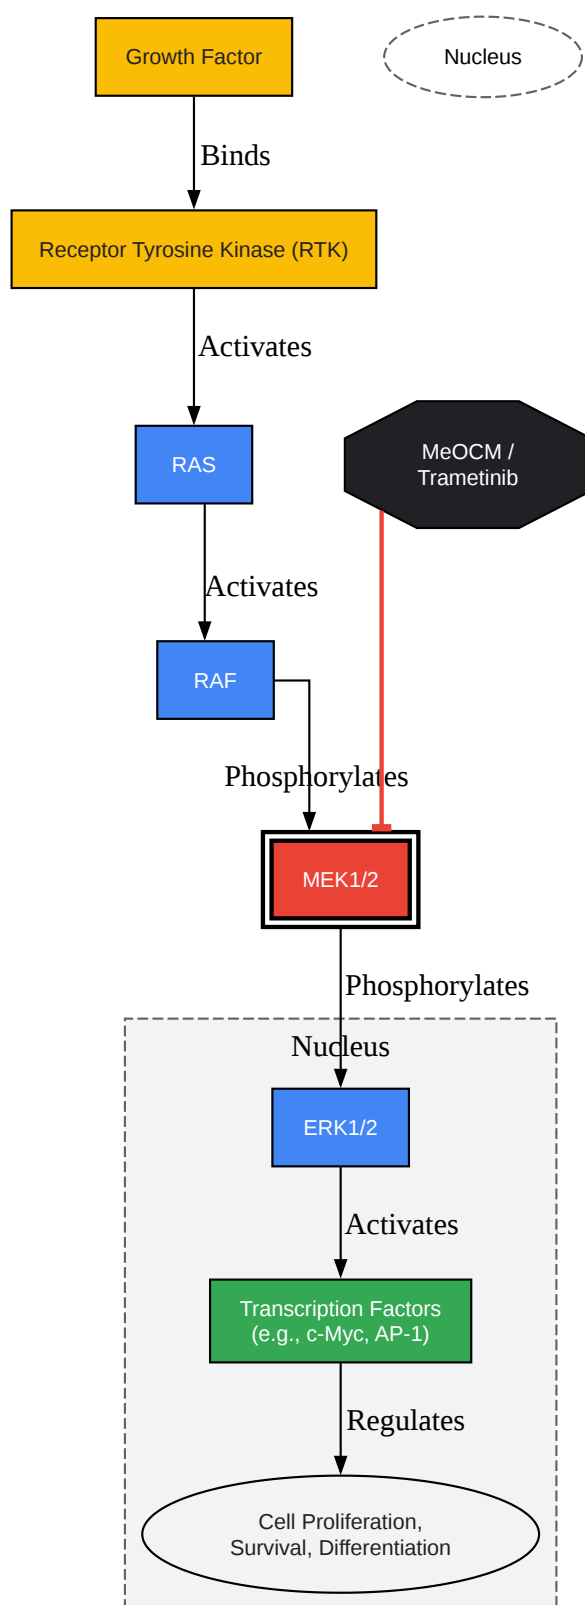 Growth Factor
Nucleus
Binds
Receptor Tyrosine Kinase (RTK)
Activates
RAS
MeOCM /
Trametinib
Activates
RAF
Phosphorylates
MEK1/2
Phosphorylates
Nucleus
ERK1/2
Activates
Transcription Factors
(e.g., c-Myc, AP-1)
Regulates
Cell Proliferation,
Survival, Differentiation